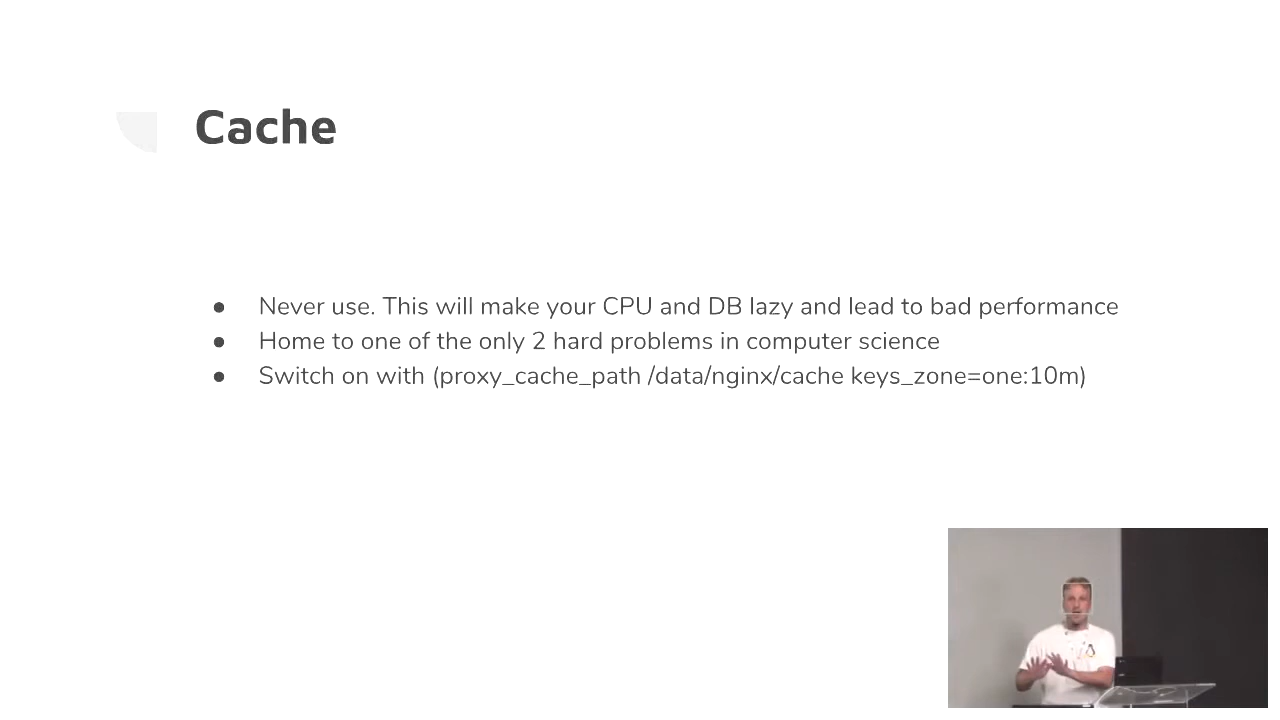 Cache
● Never use. This will make your CPU and DB lazy and lead to bad performance
● Home to one of the only 2 hard problems in computer science
● Switch on with (proxy_cache_path /data/nginx/cache keys_zone=one:10m)